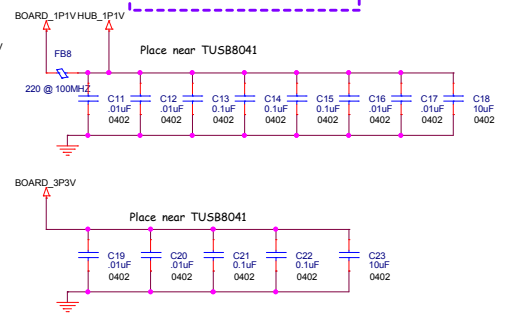 BOARD_1P1V HUB_1P1V
Place near TUSB8041
FB8
220 @ 100MHZ
C11 C12 C13 C14 C15 C16 C17 C18
.01uF .01uF 0.1uF 0.1uF 0.1uF .01uF .01uF 10uF
0402 0402 0402 0402 0402 0402 0402 0402
BOARD_3P3V
Place near TUSB8041
C19 C20 C21 C22 C23
.01uF .01uF 0.1uF 0.1uF 10uF
0402 0402 0402 0402 0402